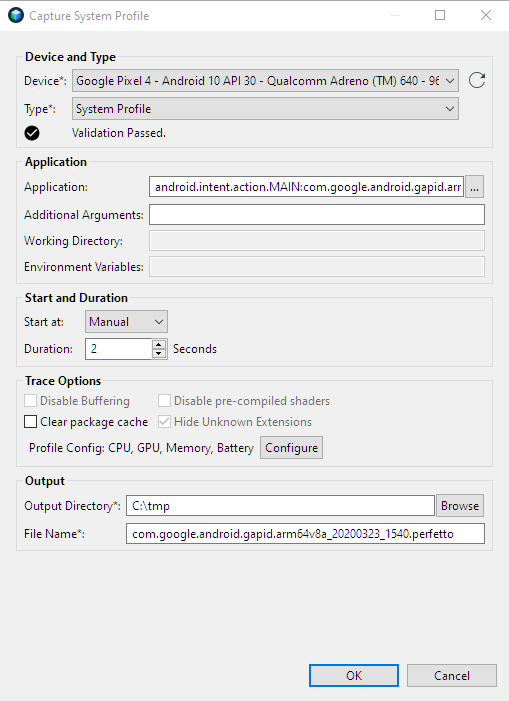 Capture System Profile
Device and Type
Device*: Google Pixel 4 - Android 10 API 30 - Qualcomm Adreno (TM) 640 - 96
Type*: System Profile
Validation Passed.
Application
Application: android.intent.action.MAIN:com.google.android.gapid.arm ...
Additional Arguments:
Working Directory:
Environment Variables:
Start and Duration
Start at: Manual
Duration: 2 Seconds
Trace Options
Disable Buffering Disable pre-compiled shaders
Clear package cache Hide Unknown Extensions
Profile Config: CPU, GPU, Memory, Battery Configure
Output
Output Directory*: C:\tmp Browse
File Name*: com.google.android.gapid.arm64v8a_20200323_1540.perfetto
OK Cancel